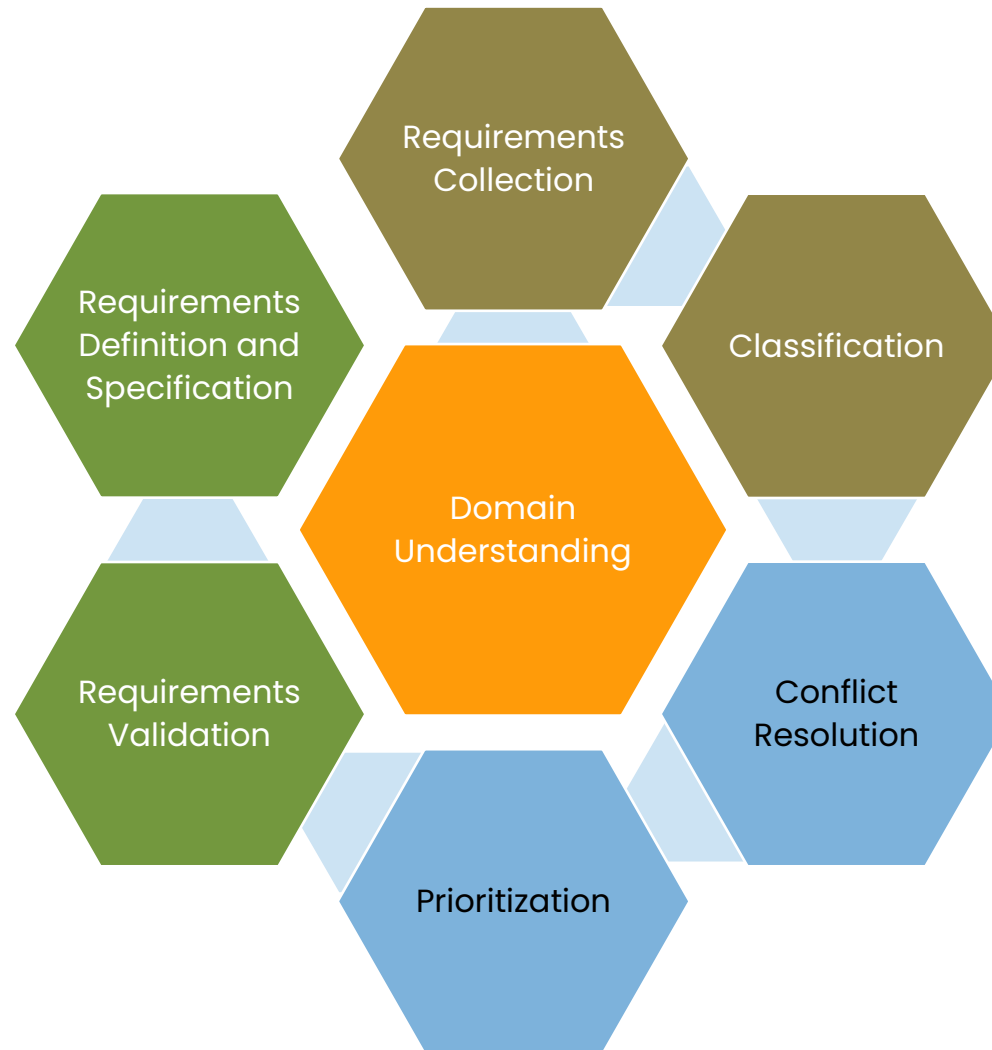 Requirements
Collection
Classification
Conflict
Resolution
Prioritization
Requirements
Validation
Requirements
Definition and
Specification
Domain
Understanding